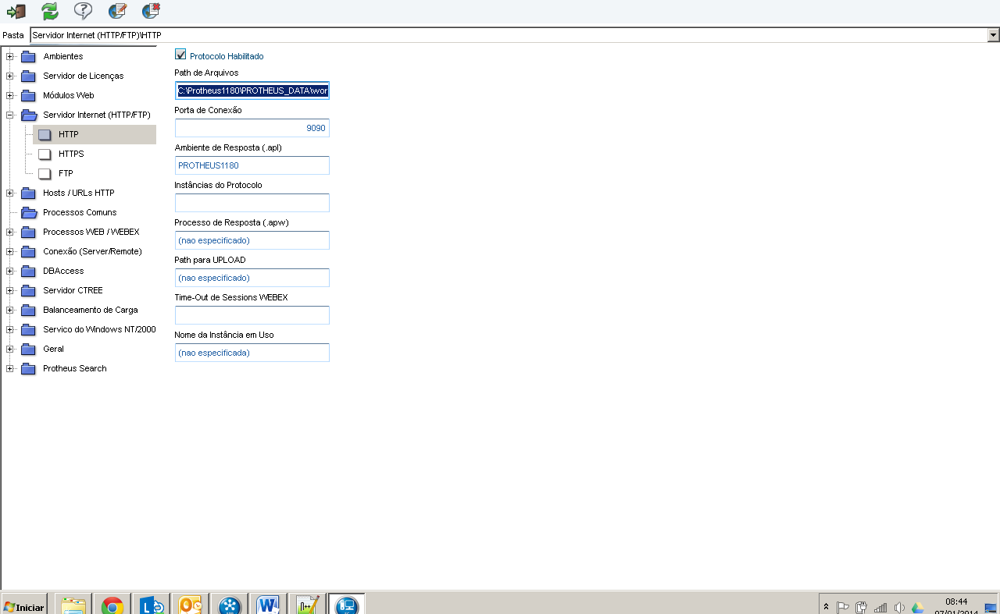 Pasta Servidor Internet (HTTP/FTP)\HTTP
Ambientes
Servidor de Licenças
Módulos Web
Servidor Internet (HTTP/FTP)
HTTP
HTTPS
FTP
Hosts / URLs HTTP
Processos Comuns
Processos WEB / WEBEX
Conexão (Server/Remote)
DBAccess
Servidor CTREE
Balanceamento de Carga
Servico do Windows NT/2000
Geral
Protheus Search
Protocolo Habilitado
Path de Arquivos
C:\Protheus1180\PROTHEUS_DATA\wor
Porta de Conexão
9090
Ambiente de Resposta (.apl)
PROTHEUS1180
Instâncias do Protocolo
Processo de Resposta (.apw)
(nao especificado)
Path para UPLOAD
(nao especificado)
Time-Out de Sessions WEBEX
Nome da Instância em Uso
(nao especificada)
Iniciar
08:44
07/01/2014